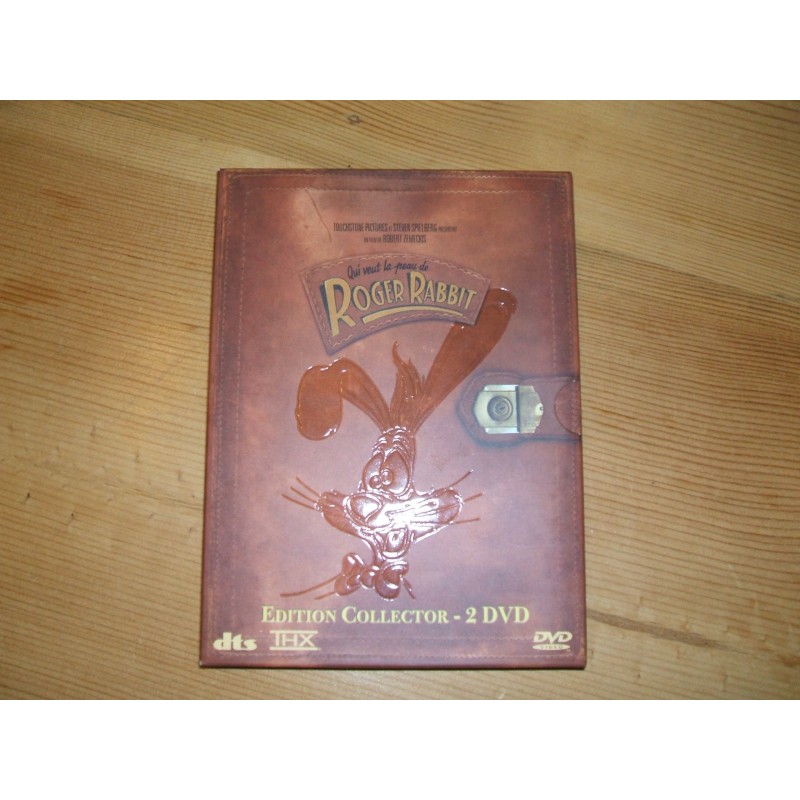 TOUCHSTONE PICTURES et STEVEN SPIELBERG présentent
un film de ROBERT ZEMECKIS
Qui veut la peau de
ROGER RABBIT
EDITION COLLECTOR - 2 DVD
dts THX DVD
VIDEO